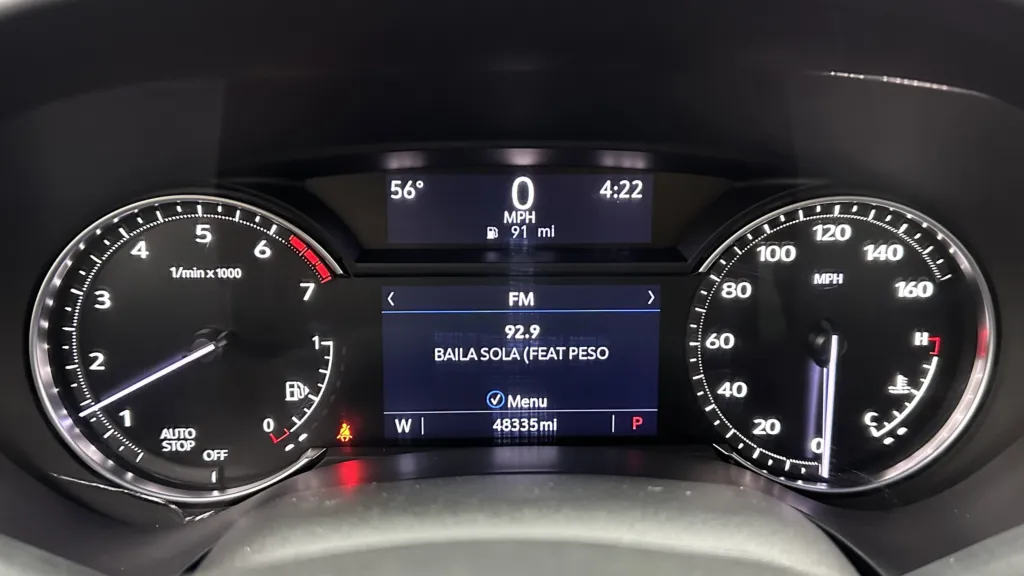 56°
0
4:22
MPH
91 mi
5
4
6
1/min x 1000
7
3
2
1
AUTO
STOP
OFF
1
0
< FM >
92.9
BAILA SOLA (FEAT PESO
Menu
W
48335 mi
P
120
100
140
MPH
80
160
60
40
20
0
H
C